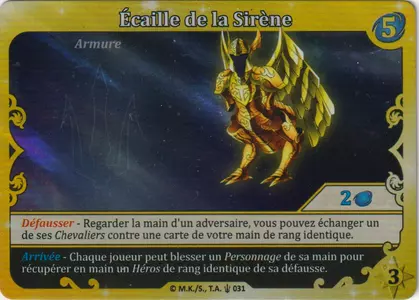 Écaille de la Sirène
5
Armure
2
Défausser - Regarder la main d'un adversaire, vous pouvez échanger un
de ses Chevaliers contre une carte de votre main de rang identique.
Arrivée - Chaque joueur peut blesser un Personnage de sa main pour
récupérer en main un Héros de rang identique de sa défausse.
3
© M.K./S., T.A. 031